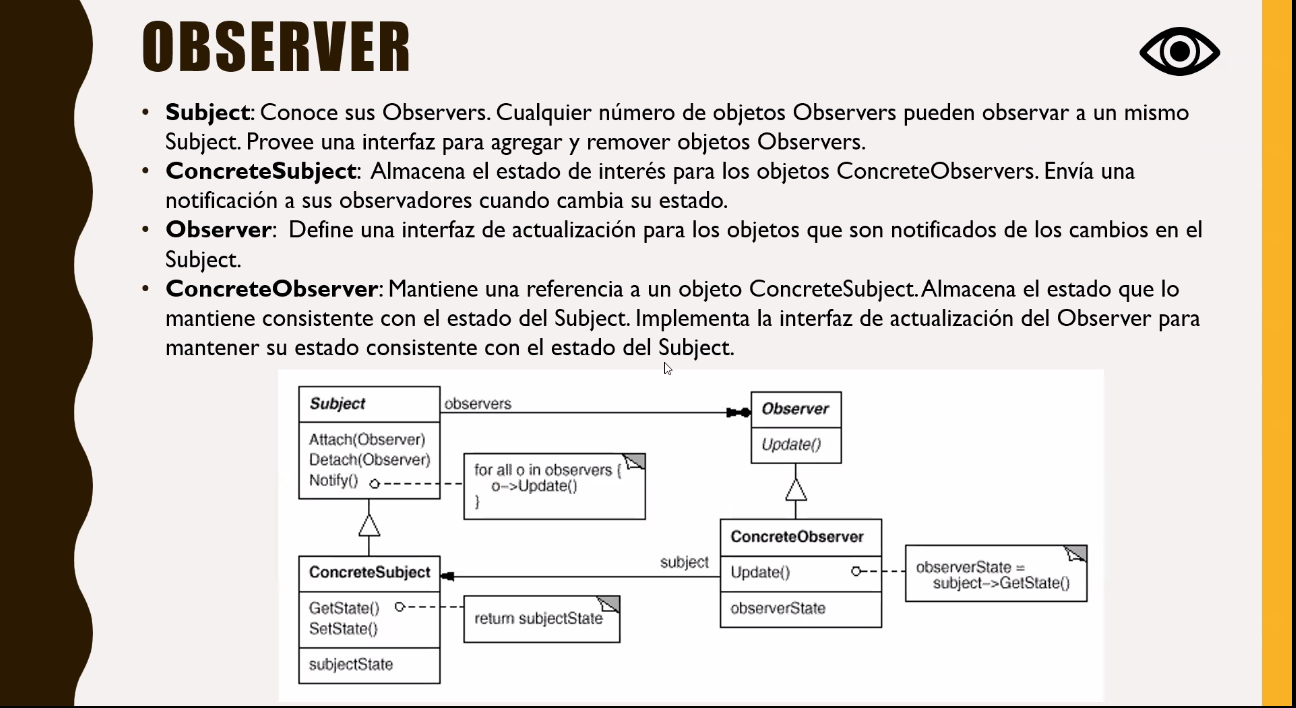 OBSERVER
• Subject: Conoce sus Observers. Cualquier número de objetos Observers pueden observar a un mismo
Subject. Provee una interfaz para agregar y remover objetos Observers.
• ConcreteSubject: Almacena el estado de interés para los objetos ConcreteObservers. Envía una
notificación a sus observadores cuando cambia su estado.
• Observer: Define una interfaz de actualización para los objetos que son notificados de los cambios en el
Subject.
• ConcreteObserver: Mantiene una referencia a un objeto ConcreteSubject. Almacena el estado que lo
mantiene consistente con el estado del Subject. Implementa la interfaz de actualización del Observer para
mantener su estado consistente con el estado del Subject.
Subject
Attach(Observer)
Detach(Observer)
Notify()
observers
for all o in observers {
o->Update()
}
Observer
Update()
ConcreteSubject
GetState()
SetState()
subjectState
return subjectState
subject
ConcreteObserver
Update()
observerState
observerState =
subject->GetState()